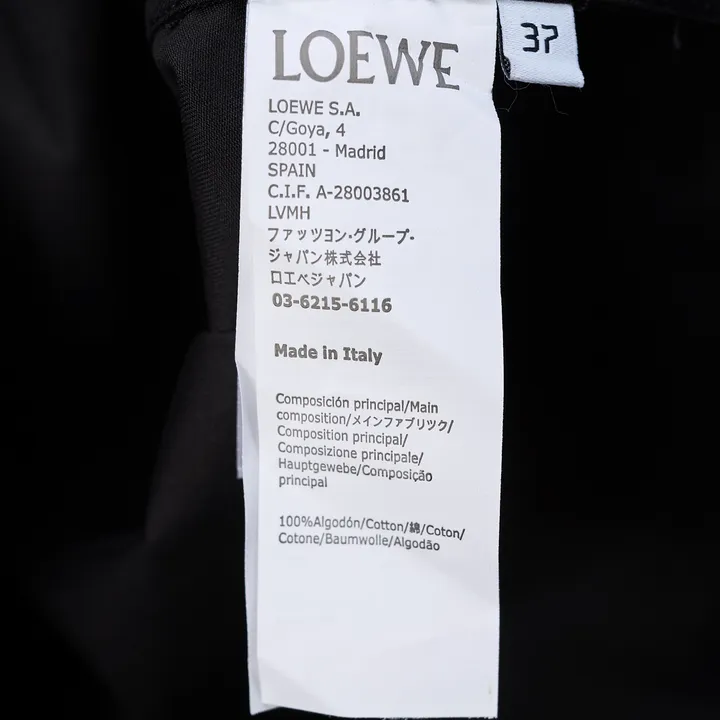 LOEWE
37
LOEWE S.A.
C/Goya, 4
28001 - Madrid
SPAIN
C.I.F. A-28003861
LVMH
ファッツヨン·グループ-
ジャパン株式会社
ロエベジャパン
03-6215-6116
Made in Italy
Composición principal/Main
composition/メインファブリツク/
Composition principal/
Composizione principale/
Hauptgewebe/Composição
principal
100%Algodón/Cotton/綿/Coton/
Cotone/Baumwolle/Algodão